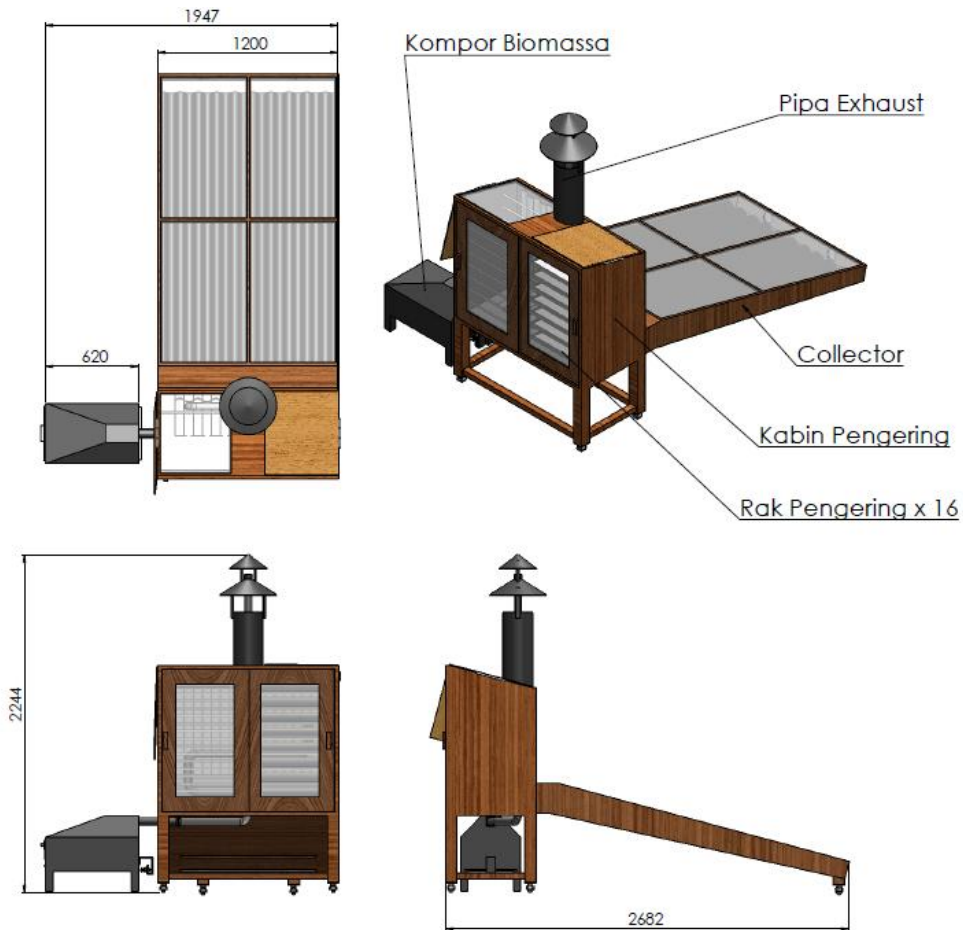 1947
1200
620
Kompor Biomassa
Pipa Exhaust
Collector
Kabin Pengering
Rak Pengering x 16
2244
2682